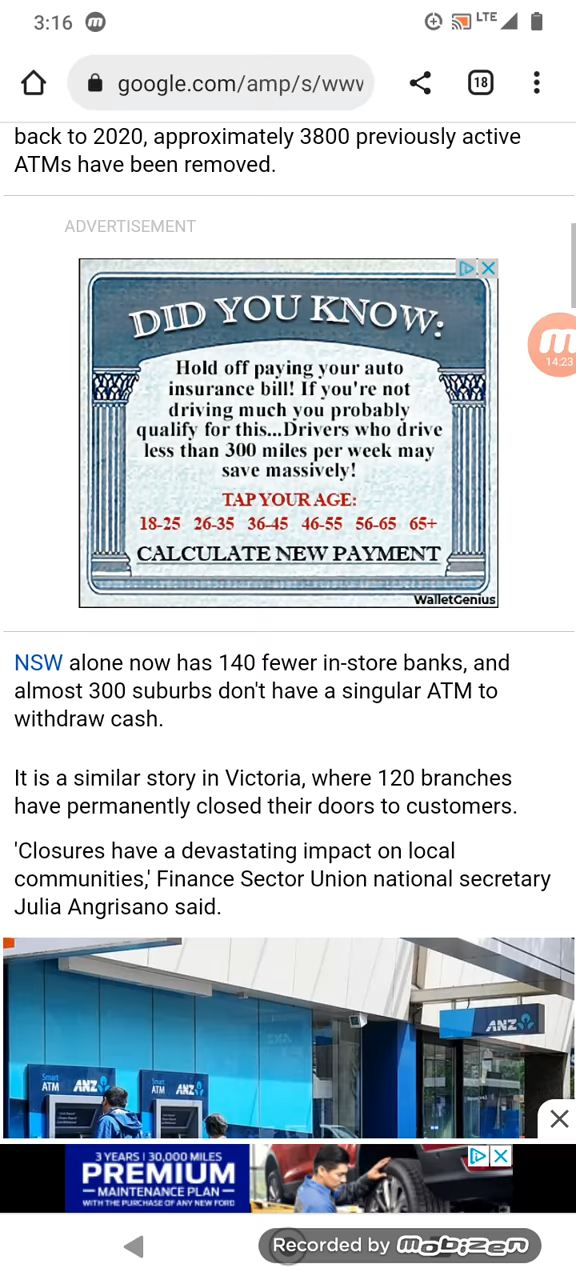 3:16
LTE
google.com/amp/s/www
18
back to 2020, approximately 3800 previously active
ATMs have been removed.
ADVERTISEMENT
DID YOU KNOW:
Hold off paying your auto
insurance bill! If you're not
driving much you probably
qualify for this...Drivers who drive
less than 300 miles per week may
save massively!
TAP YOUR AGE:
18-25 26-35 36-45 46-55 56-65 65+
CALCULATE NEW PAYMENT
WalletGenius
14:23
NSW alone now has 140 fewer in-store banks, and
almost 300 suburbs don't have a singular ATM to
withdraw cash.
It is a similar story in Victoria, where 120 branches
have permanently closed their doors to customers.
'Closures have a devastating impact on local
communities,' Finance Sector Union national secretary
Julia Angrisano said.
ANZ
Smart
ATM ANZ
Smart
ATM ANZ
3 YEARS | 30,000 MILES
PREMIUM
MAINTENANCE PLAN
WITH THE PURCHASE OF ANY NEW FORD
Recorded by mobizen